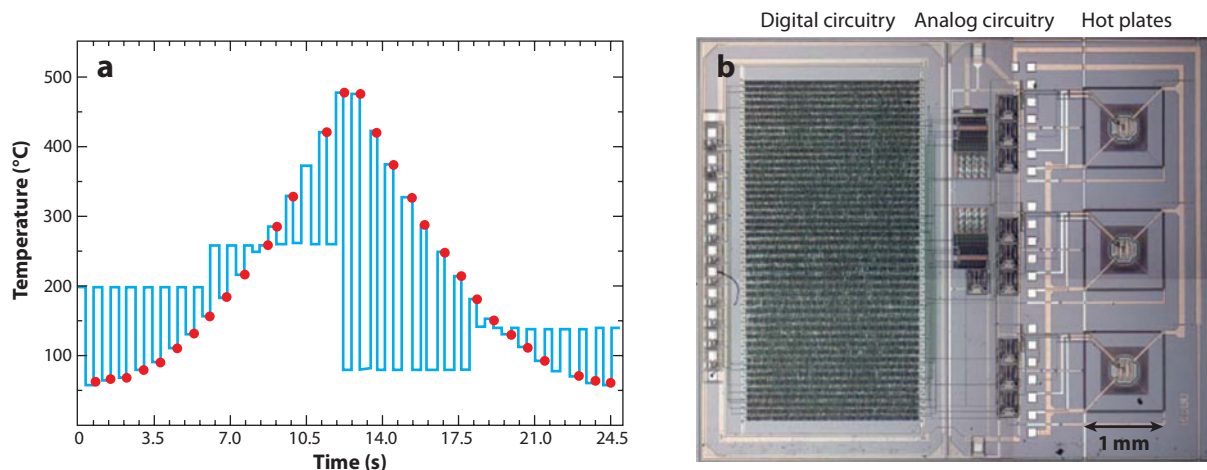 a
Temperature (°C)
500
400
300
200
100
0 3.5 7.0 10.5 14.0 17.5 21.0 24.5
Time (s)
Digital circuitry Analog circuitry Hot plates
b
1 mm